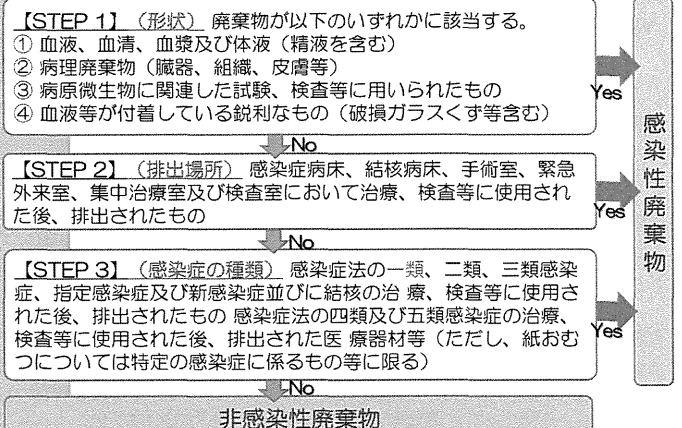 【STEP 1】（形状） 廃棄物が以下のいずれかに該当する。
① 血液、血清、血漿及び体液（精液を含む）
② 病理廃棄物（臓器、組織、皮膚等）
③ 病原微生物に関連した試験、検査等に用いられたもの
④ 血液等が付着している鋭利なもの（破損ガラスくず等含む）
Yes
No
【STEP 2】（排出場所） 感染症病床、結核病床、手術室、緊急
外来室、集中治療室及び検査室において治療、検査等に使用され
た後、排出されたもの
Yes
No
【STEP 3】（感染症の種類） 感染症法の一類、二類、三類感染
症、指定感染症及び新感染症並びに結核の治 療、検査等に使用さ
れた後、排出されたもの 感染症法の四類及び五類感染症の治療、
検査等に使用された後、排出された医 療器材等（ただし、紙おむ
つについては特定の感染症に係るもの等に限る）
Yes
No
感染性廃棄物
非感染性廃棄物